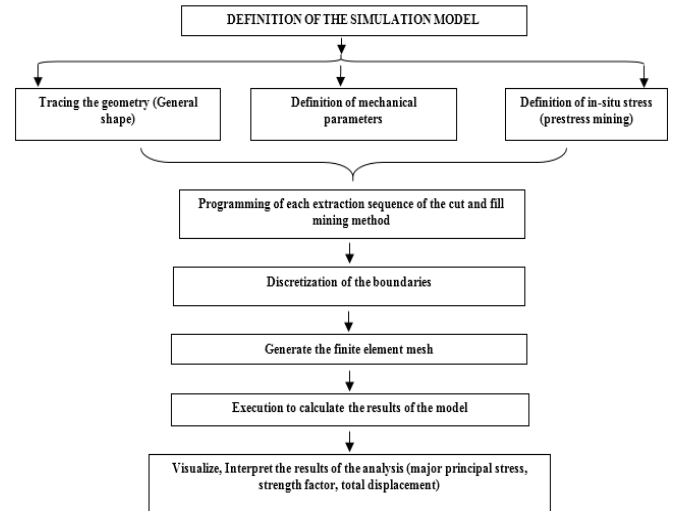 DEFINITION OF THE SIMULATION MODEL
Tracing the geometry (General
shape)
Definition of mechanical
parameters
Definition of in-situ stress
(prestress mining)
Programming of each extraction sequence of the cut and fill
mining method
Discretization of the boundaries
Generate the finite element mesh
Execution to calculate the results of the model
Visualize, Interpret the results of the analysis (major principal stress,
strength factor, total displacement)